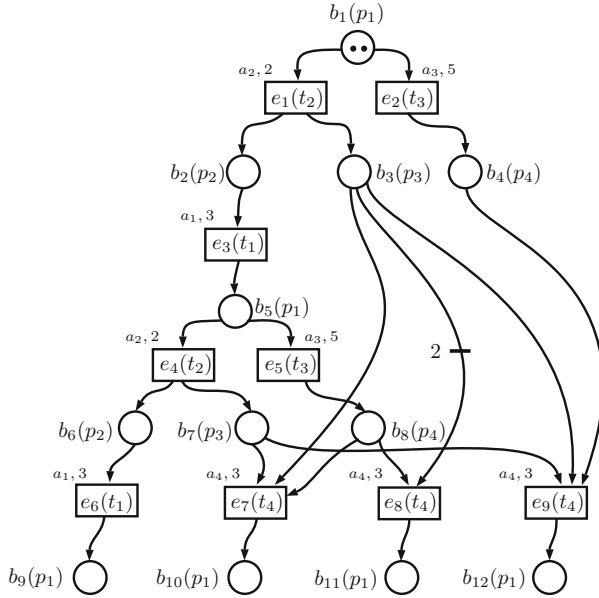 b₁(p₁)
a₂, 2
a₃, 5
e₁(t₂)
e₂(t₃)
b₂(p₂)
b₃(p₃)
b₄(p₄)
a₁, 3
e₃(t₁)
b₅(p₁)
a₂, 2
a₃, 5
2
e₄(t₂)
e₅(t₃)
b₆(p₂)
b₇(p₃)
b₈(p₄)
a₁, 3
a₄, 3
a₄, 3
a₄, 3
e₆(t₁)
e₇(t₄)
e₈(t₄)
e₉(t₄)
b₉(p₁)
b₁₀(p₁)
b₁₁(p₁)
b₁₂(p₁)